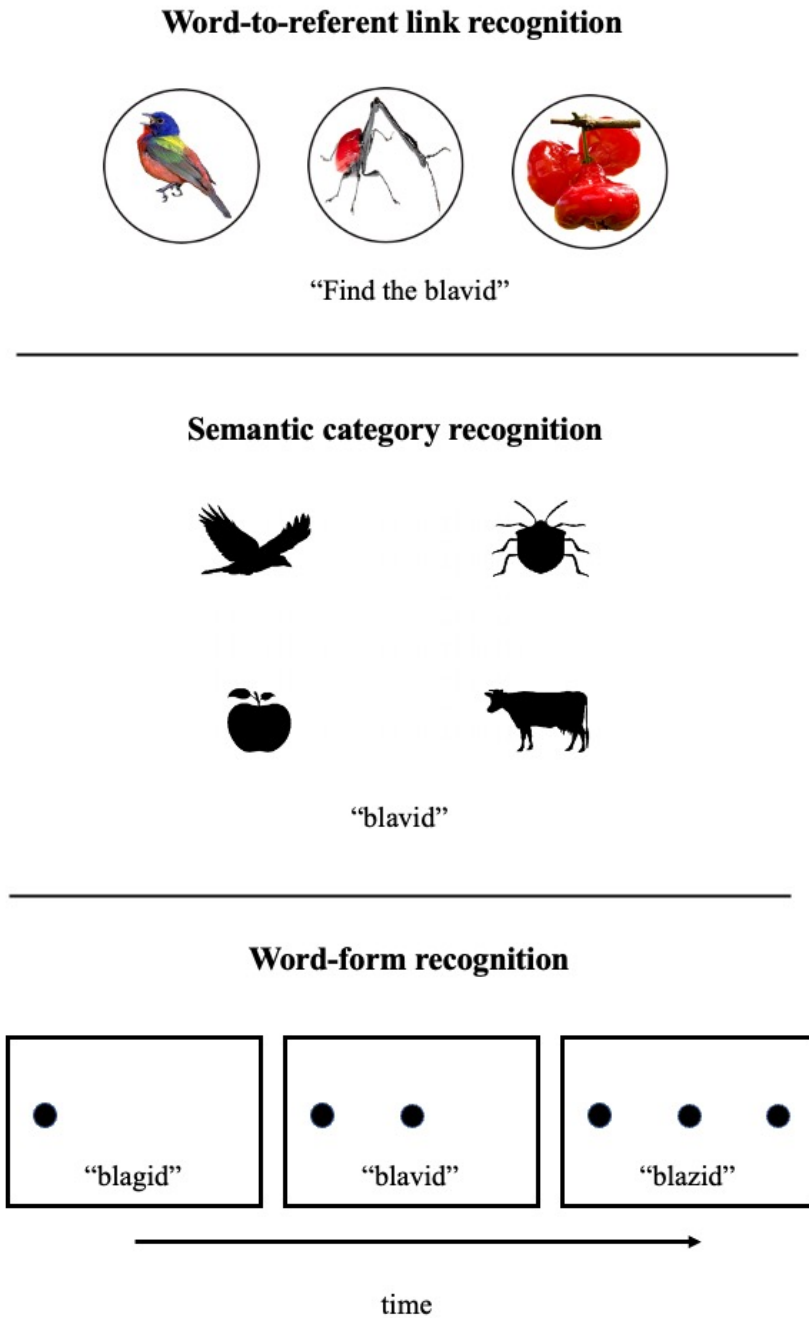 Word-to-referent link recognition
“Find the blavid”
Semantic category recognition
“blavid”
Word-form recognition
“blagid” “blavid” “blazid”
time